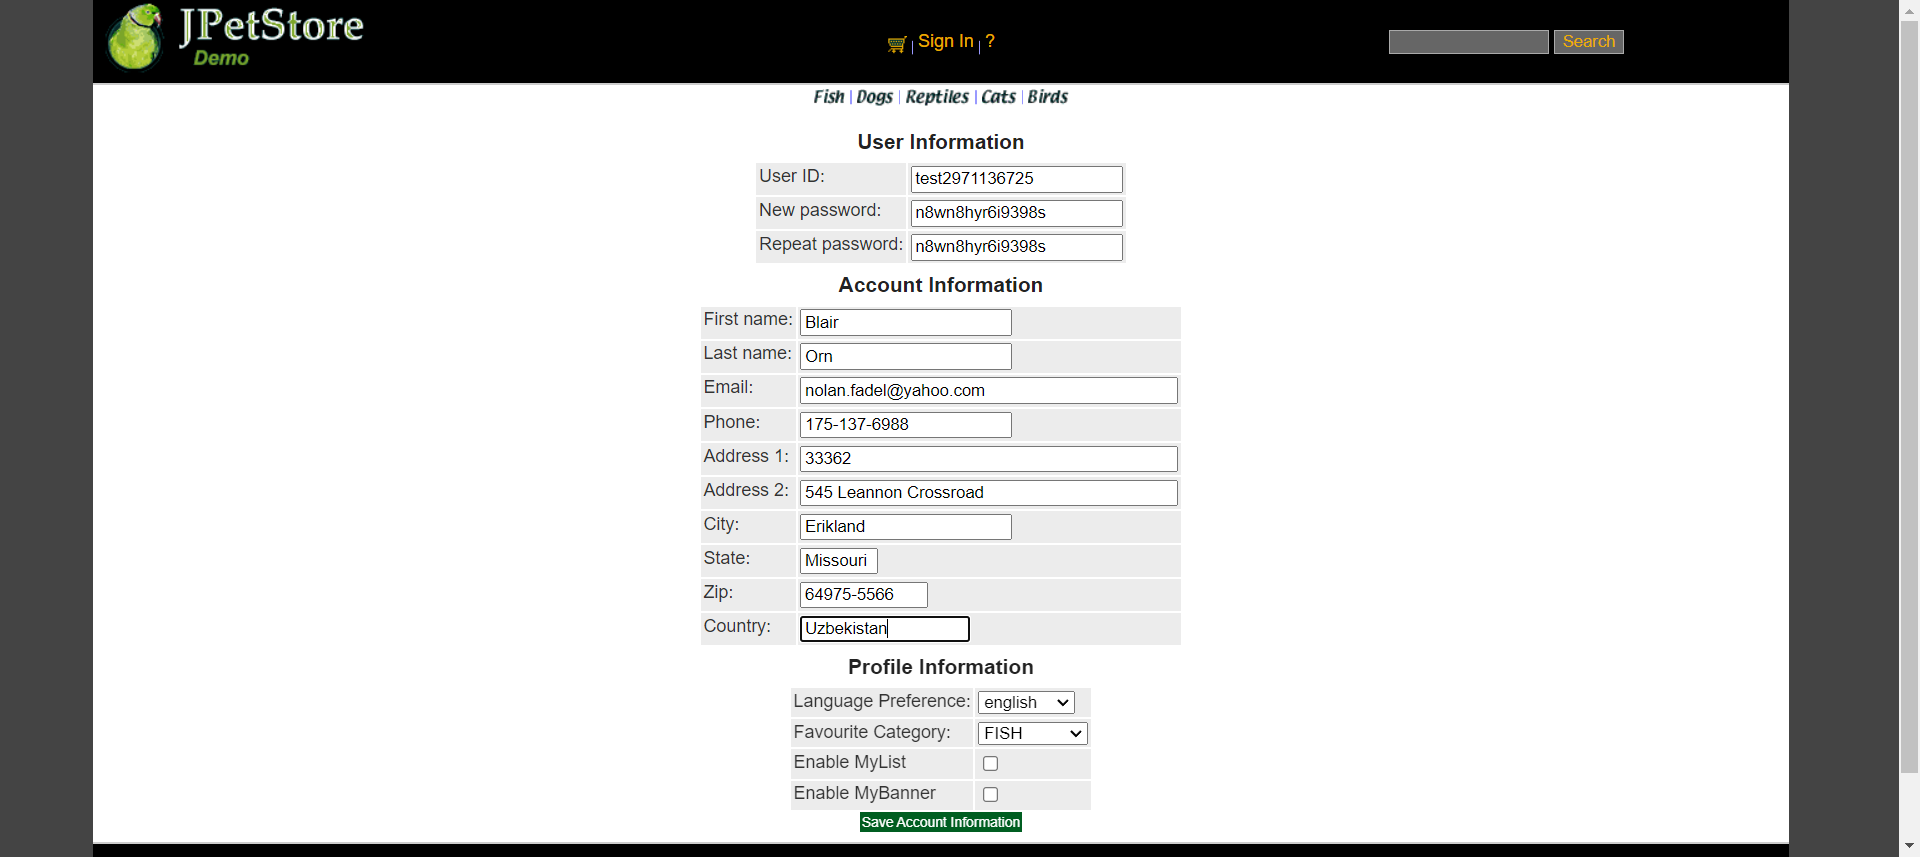 JPetStore
Demo
Sign In | ?
Search
Fish | Dogs | Reptiles | Cats | Birds
User Information
User ID: test2971136725
New password: n8wn8hyr6i9398s
Repeat password: n8wn8hyr6i9398s
Account Information
First name: Blair
Last name: Orn
Email: nolan.fadel@yahoo.com
Phone: 175-137-6988
Address 1: 33362
Address 2: 545 Leannon Crossroad
City: Erikland
State: Missouri
Zip: 64975-5566
Country: Uzbekistan
Profile Information
Language Preference: english
Favourite Category: FISH
Enable MyList
Enable MyBanner
Save Account Information